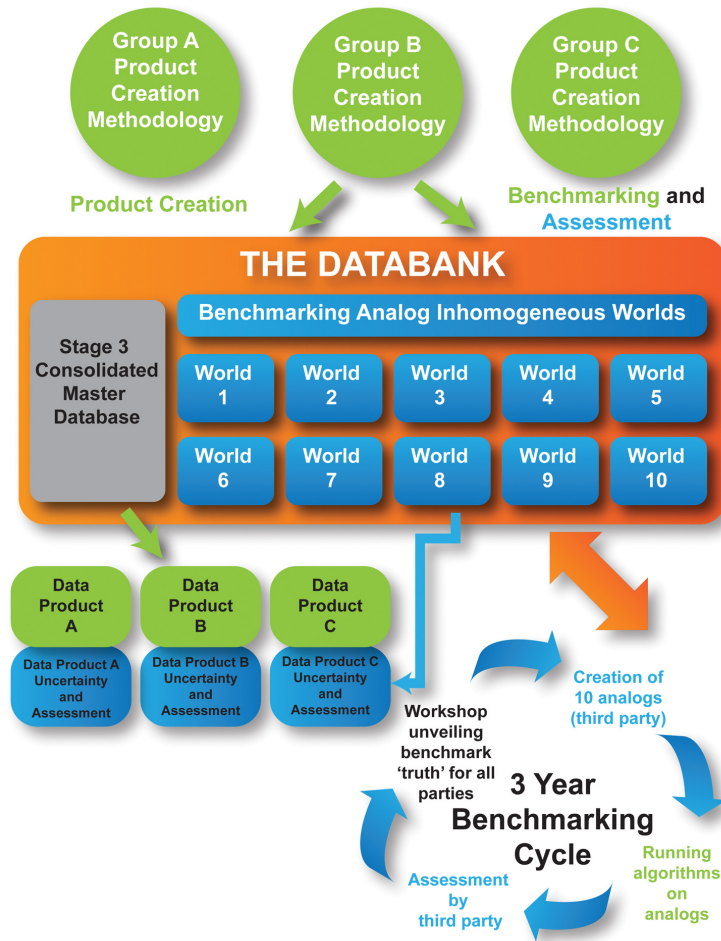 Group A
Product
Creation
Methodology
Group B
Product
Creation
Methodology
Group C
Product
Creation
Methodology
Product Creation
Benchmarking and
Assessment
THE DATABANK
Stage 3
Consolidated
Master
Database
Benchmarking Analog Inhomogeneous Worlds
World
1
World
2
World
3
World
4
World
5
World
6
World
7
World
8
World
9
World
10
Data
Product
A
Data
Product
B
Data
Product
C
Data Product A
Uncertainty
and
Assessment
Data Product B
Uncertainty
and
Assessment
Data Product C
Uncertainty
and
Assessment
Workshop
unveiling
benchmark
‘truth’ for all
parties
Creation of
10 analogs
(third party)
3 Year
Benchmarking
Cycle
Running
algorithms
on
analogs
Assessment
by
third party